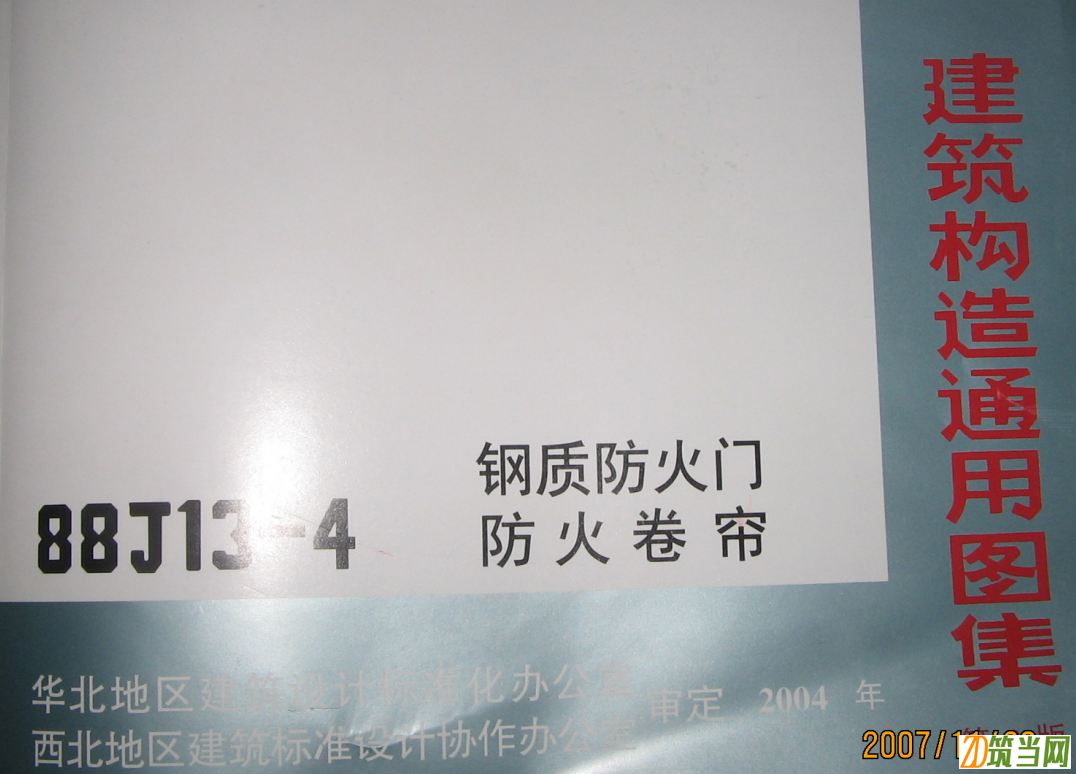 建筑构造通用图集
88J13-4
钢质防火门
防火卷帘
华北地区建筑设计标准化办公室
西北地区建筑标准设计协作办公室
审定 2004 年
版
2007/1
筑当网